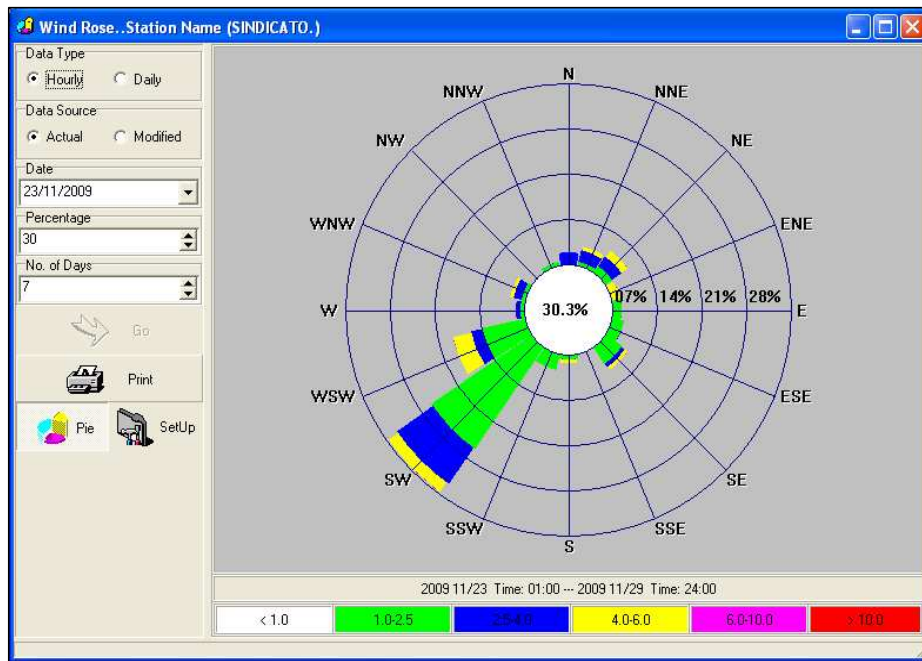 Wind Rose..Station Name (SINDICATO.)
Data Type
Hourly Daily
Data Source
Actual Modified
Date
23/11/2009
Percentage
30
No. of Days
7
Go
Print
Pie SetUp
N
NNW NNE
NW NE
WNW ENE
W 30.3% 07% 14% 21% 28% E
WSW ESE
SW SE
SSW SSE
S
2009 11/23 Time: 01:00 --- 2009 11/29 Time: 24:00
< 1.0 1.0-2.5 2.5-4.0 4.0-6.0 6.0-10.0 > 10.0